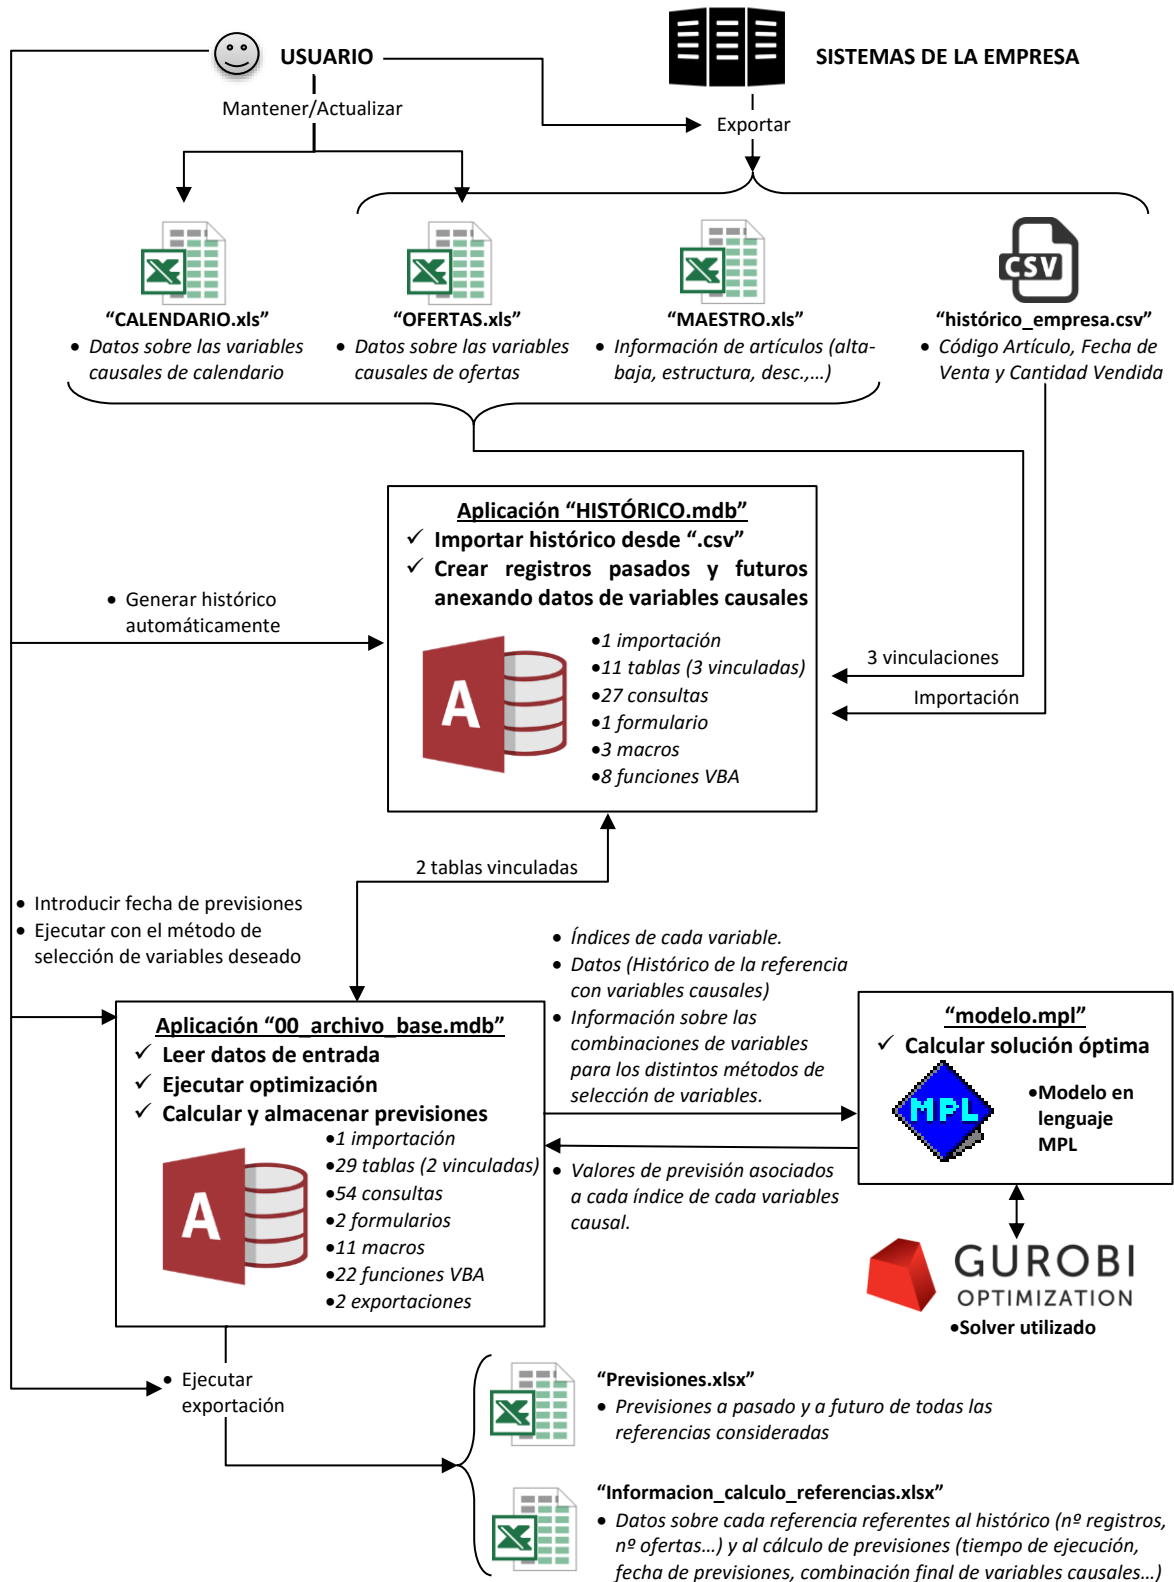 USUARIO
SISTEMAS DE LA EMPRESA
Mantener/Actualizar
Exportar
CSV
"CALENDARIO.xls"
• Datos sobre las variables
causales de calendario
"OFERTAS.xls"
• Datos sobre las variables
causales de ofertas
"MAESTRO.xls"
• Información de artículos (alta-
baja, estructura, desc.,...)
"histórico_empresa.csv"
• Código Artículo, Fecha de
Venta y Cantidad Vendida
Aplicación "HISTÓRICO.mdb"
✓ Importar histórico desde ".csv"
✓ Crear registros pasados y futuros
anexando datos de variables causales
A
•1 importación
•11 tablas (3 vinculadas)
•27 consultas
•1 formulario
•3 macros
•8 funciones VBA
• Generar histórico
automáticamente
3 vinculaciones
Importación
2 tablas vinculadas
• Introducir fecha de previsiones
• Ejecutar con el método de
selección de variables deseado
• Índices de cada variable.
• Datos (Histórico de la referencia
con variables causales)
• Información sobre las
combinaciones de variables
para los distintos métodos de
selección de variables.
Aplicación "00_archivo_base.mdb"
✓ Leer datos de entrada
✓ Ejecutar optimización
✓ Calcular y almacenar previsiones
A
•1 importación
•29 tablas (2 vinculadas)
•54 consultas
•2 formularios
•11 macros
•22 funciones VBA
•2 exportaciones
• Valores de previsión asociados
a cada índice de cada variables
causal.
"modelo.mpl"
✓ Calcular solución óptima
MPL
•Modelo en
lenguaje
MPL
GUROBI
OPTIMIZATION
•Solver utilizado
• Ejecutar
exportación
"Previsiones.xlsx"
• Previsiones a pasado y a futuro de todas las
referencias consideradas
"Informacion_calculo_referencias.xlsx"
• Datos sobre cada referencia referentes al histórico (nº registros,
nº ofertas...) y al cálculo de previsiones (tiempo de ejecución,
fecha de previsiones, combinación final de variables causales...)